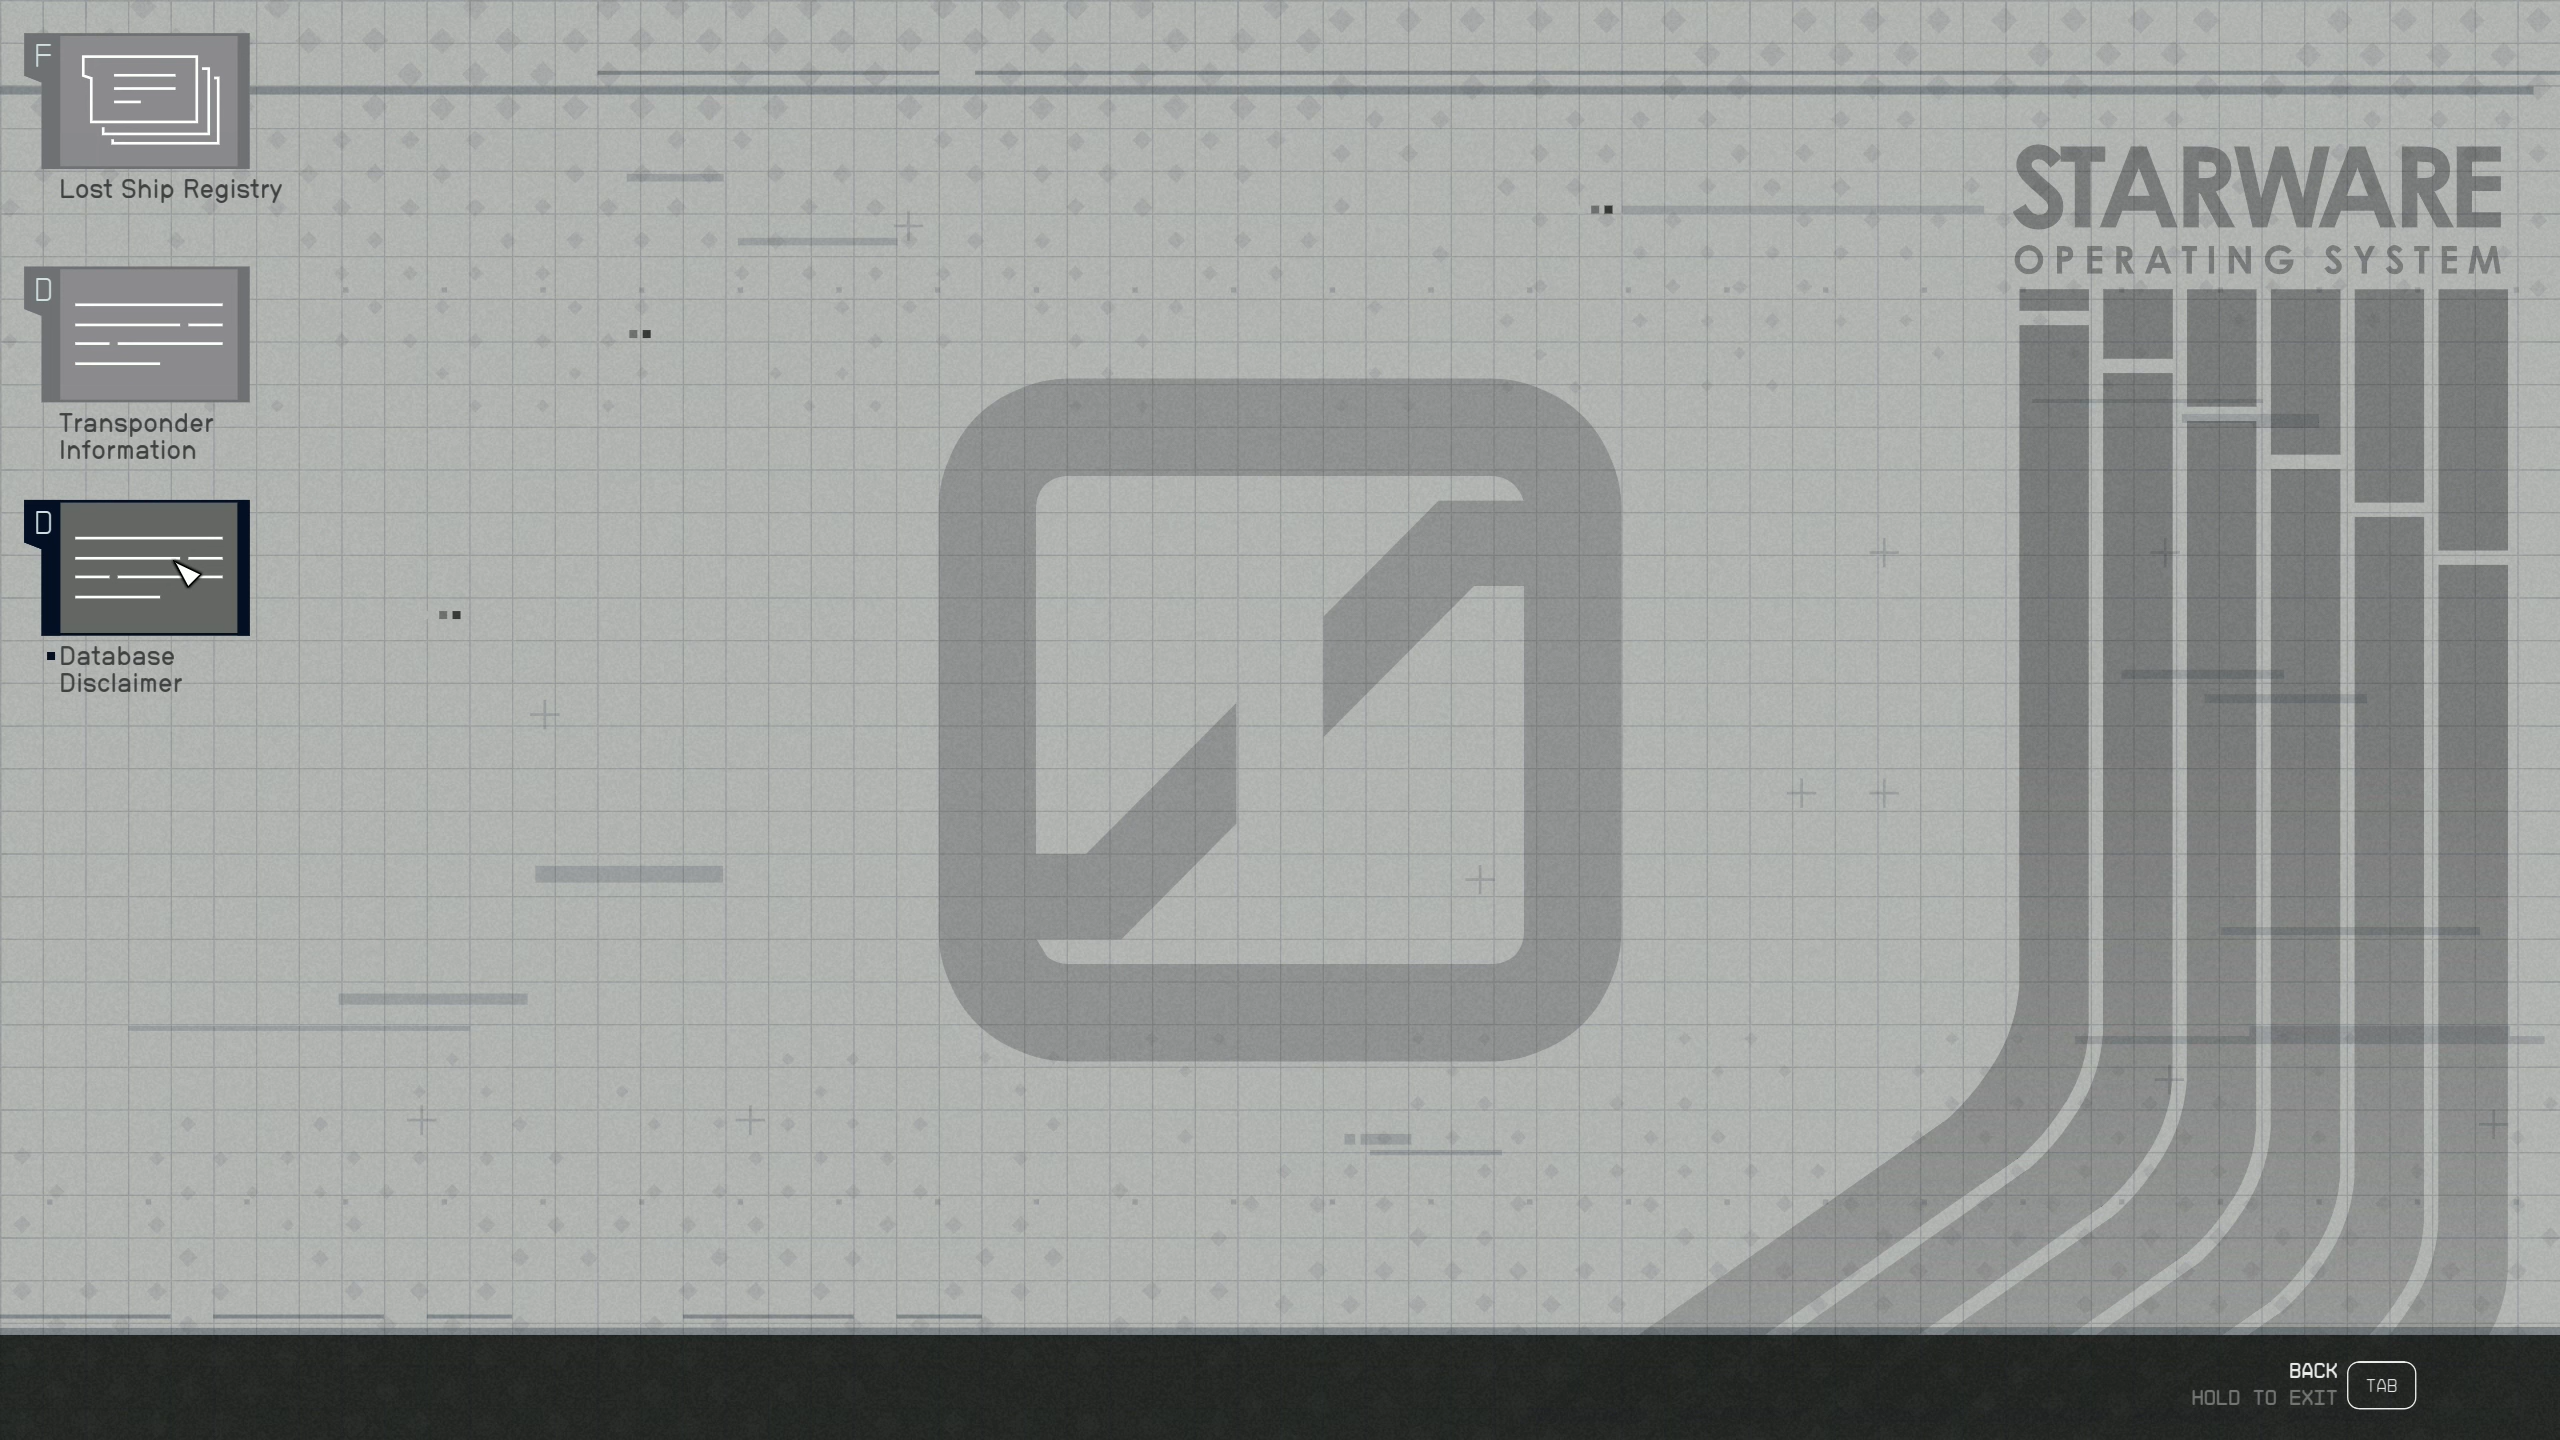 F
Lost Ship Registry
D
Transponder
Information
D
Database
Disclaimer
STARWARE
OPERATING SYSTEM
BACK
HOLD TO EXIT
TAB